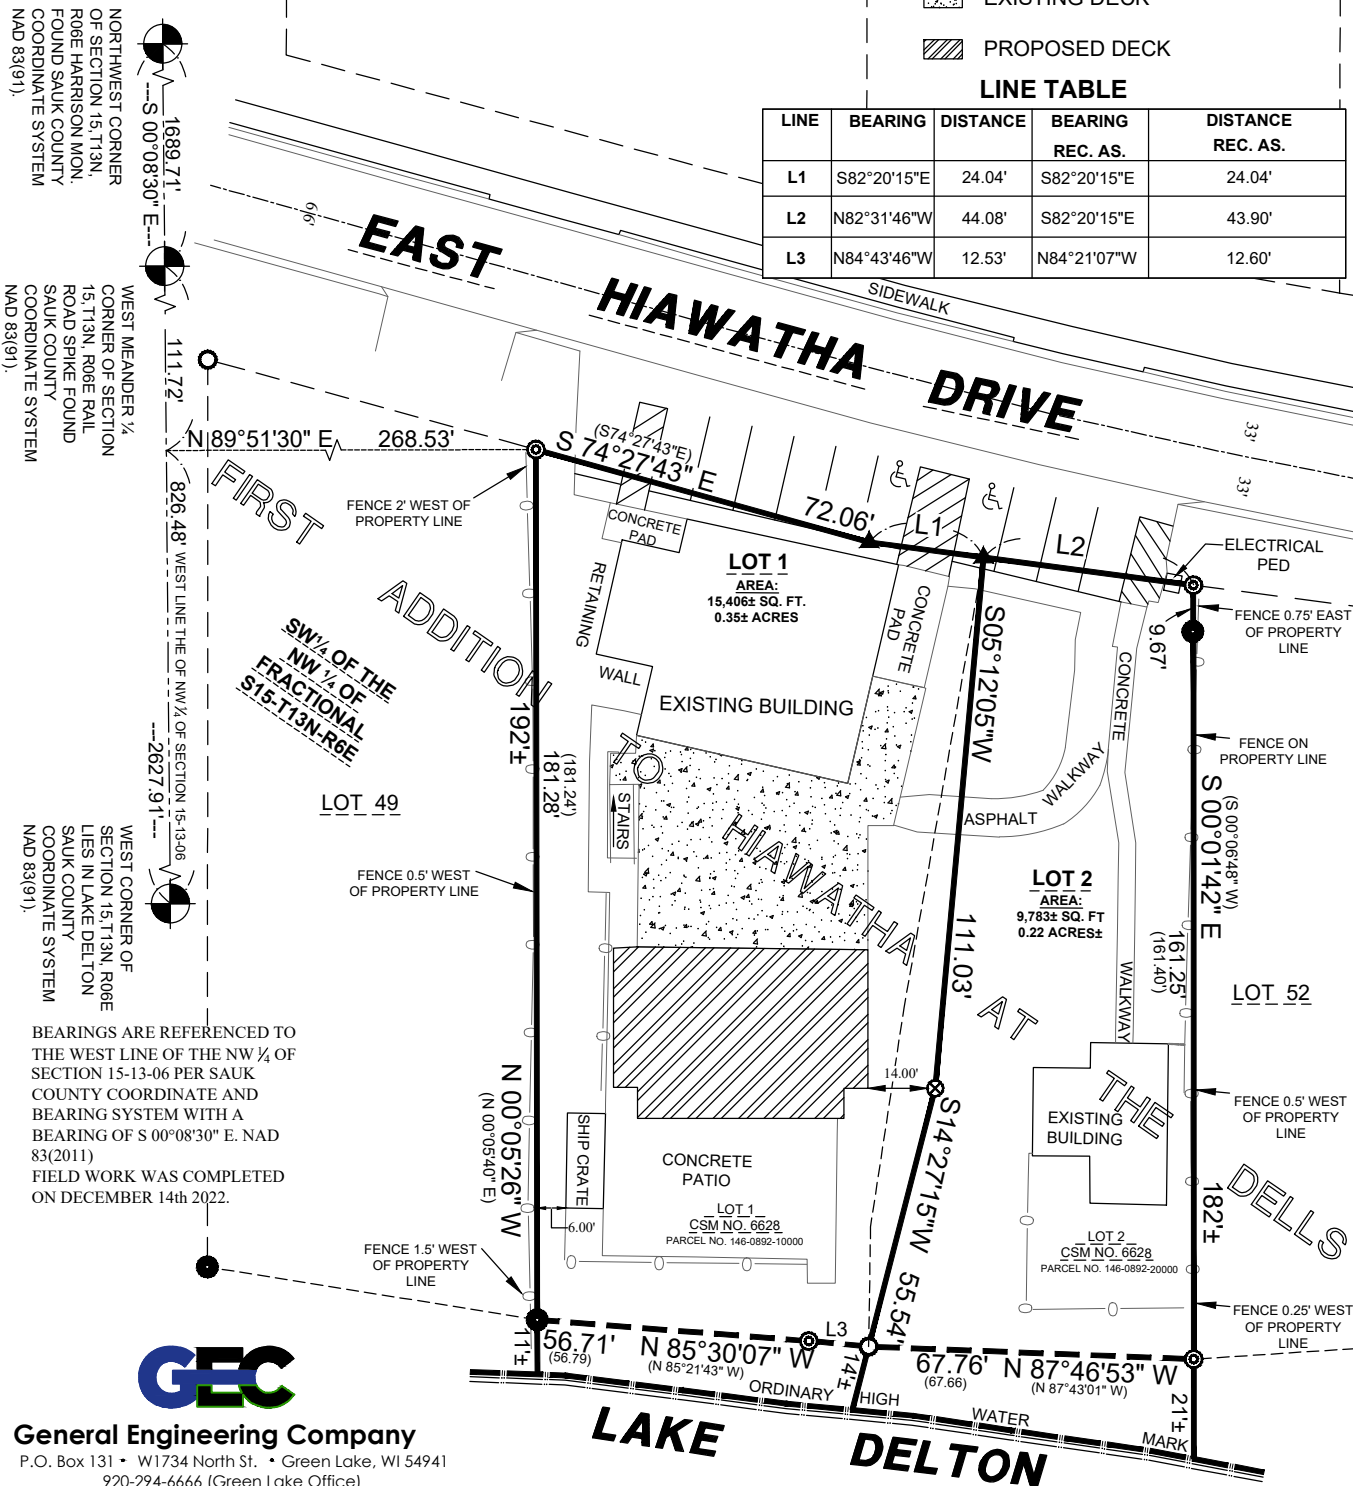 EXISTING DECK
PROPOSED DECK
LINE TABLE
LINE BEARING DISTANCE BEARING REC. AS. DISTANCE REC. AS.
L1 S82°20'15"E 24.04' S82°20'15"E 24.04'
L2 N82°31'46"W 44.08' S82°20'15"E 43.90'
L3 N84°43'46"W 12.53' N84°21'07"W 12.60'
NORTHWEST CORNER
OF SECTION 15,T13N,
R06E HARRISON MON.
FOUND SAUK COUNTY
COORDINATE SYSTEM
NAD 83(91).
1689.71'
---S 00°08'30" E---
WEST MEANDER ¼
CORNER OF SECTION
15,T13N, R06E RAIL
ROAD SPIKE FOUND
SAUK COUNTY
COORDINATE SYSTEM
NAD 83(91).
111.72'
826.48'
WEST LINE THE OF NW¼ OF SECTION 15-13-06
---2627.91'---
WEST CORNER OF
SECTION 15,T13N, R06E
LIES IN LAKE DELTON
SAUK COUNTY
COORDINATE SYSTEM
NAD 83(91).
66'
EAST HIAWATHA DRIVE
SIDEWALK
33'
33'
N 89°51'30" E 268.53'
(S74°27'43"E)
S 74°27'43" E
72.06'
L1
L2
ELECTRICAL
PED
FENCE 2' WEST OF
PROPERTY LINE
FENCE 0.75' EAST
OF PROPERTY
LINE
9.67'
FIRST ADDITION TO HIAWATHA AT THE DELLS
CONCRETE
PAD
LOT 1
AREA:
15,406± SQ. FT.
0.35± ACRES
RETAINING
WALL
CONCRETE
PAD
EXISTING BUILDING
S05°12'05"W
111.03'
CONCRETE
WALKWAY
ASPHALT
WALKWAY
FENCE ON
PROPERTY LINE
SW¼ OF THE
NW ¼ OF
FRACTIONAL
S15-T13N-R6E
192'±
(181.24')
181.28'
STAIRS
LOT 49
FENCE 0.5' WEST
OF PROPERTY LINE
S 00°01'42" E
(S 00°06'48" W)
161.25'
(161.40')
LOT 2
AREA:
9,783± SQ. FT
0.22 ACRES±
LOT 52
BEARINGS ARE REFERENCED TO
THE WEST LINE OF THE NW ¼ OF
SECTION 15-13-06 PER SAUK
COUNTY COORDINATE AND
BEARING SYSTEM WITH A
BEARING OF S 00°08'30" E. NAD
83(2011)
FIELD WORK WAS COMPLETED
ON DECEMBER 14th 2022.
N 00°05'26" W
(N 00°05'40" E)
14.00'
S14°27'15"W 55.54'
SHIP CRATE
6.00'
CONCRETE
PATIO
LOT 1
CSM NO. 6628
PARCEL NO. 146-0892-10000
EXISTING
BUILDING
LOT 2
CSM NO. 6628
PARCEL NO. 146-0892-20000
FENCE 0.5' WEST
OF PROPERTY
LINE
182'±
FENCE 1.5' WEST
OF PROPERTY
LINE
FENCE 0.25' WEST
OF PROPERTY
LINE
11'±
56.71' N 85°30'07" W
(56.79) (N 85°21'43" W)
L3
14'±
67.76' N 87°46'53" W
(67.66) (N 87°43'01" W)
21'±
ORDINARY HIGH WATER MARK
LAKE DELTON
GEC
General Engineering Company
P.O. Box 131 • W1734 North St. • Green Lake, WI 54941
920-294-6666 (Green Lake Office)